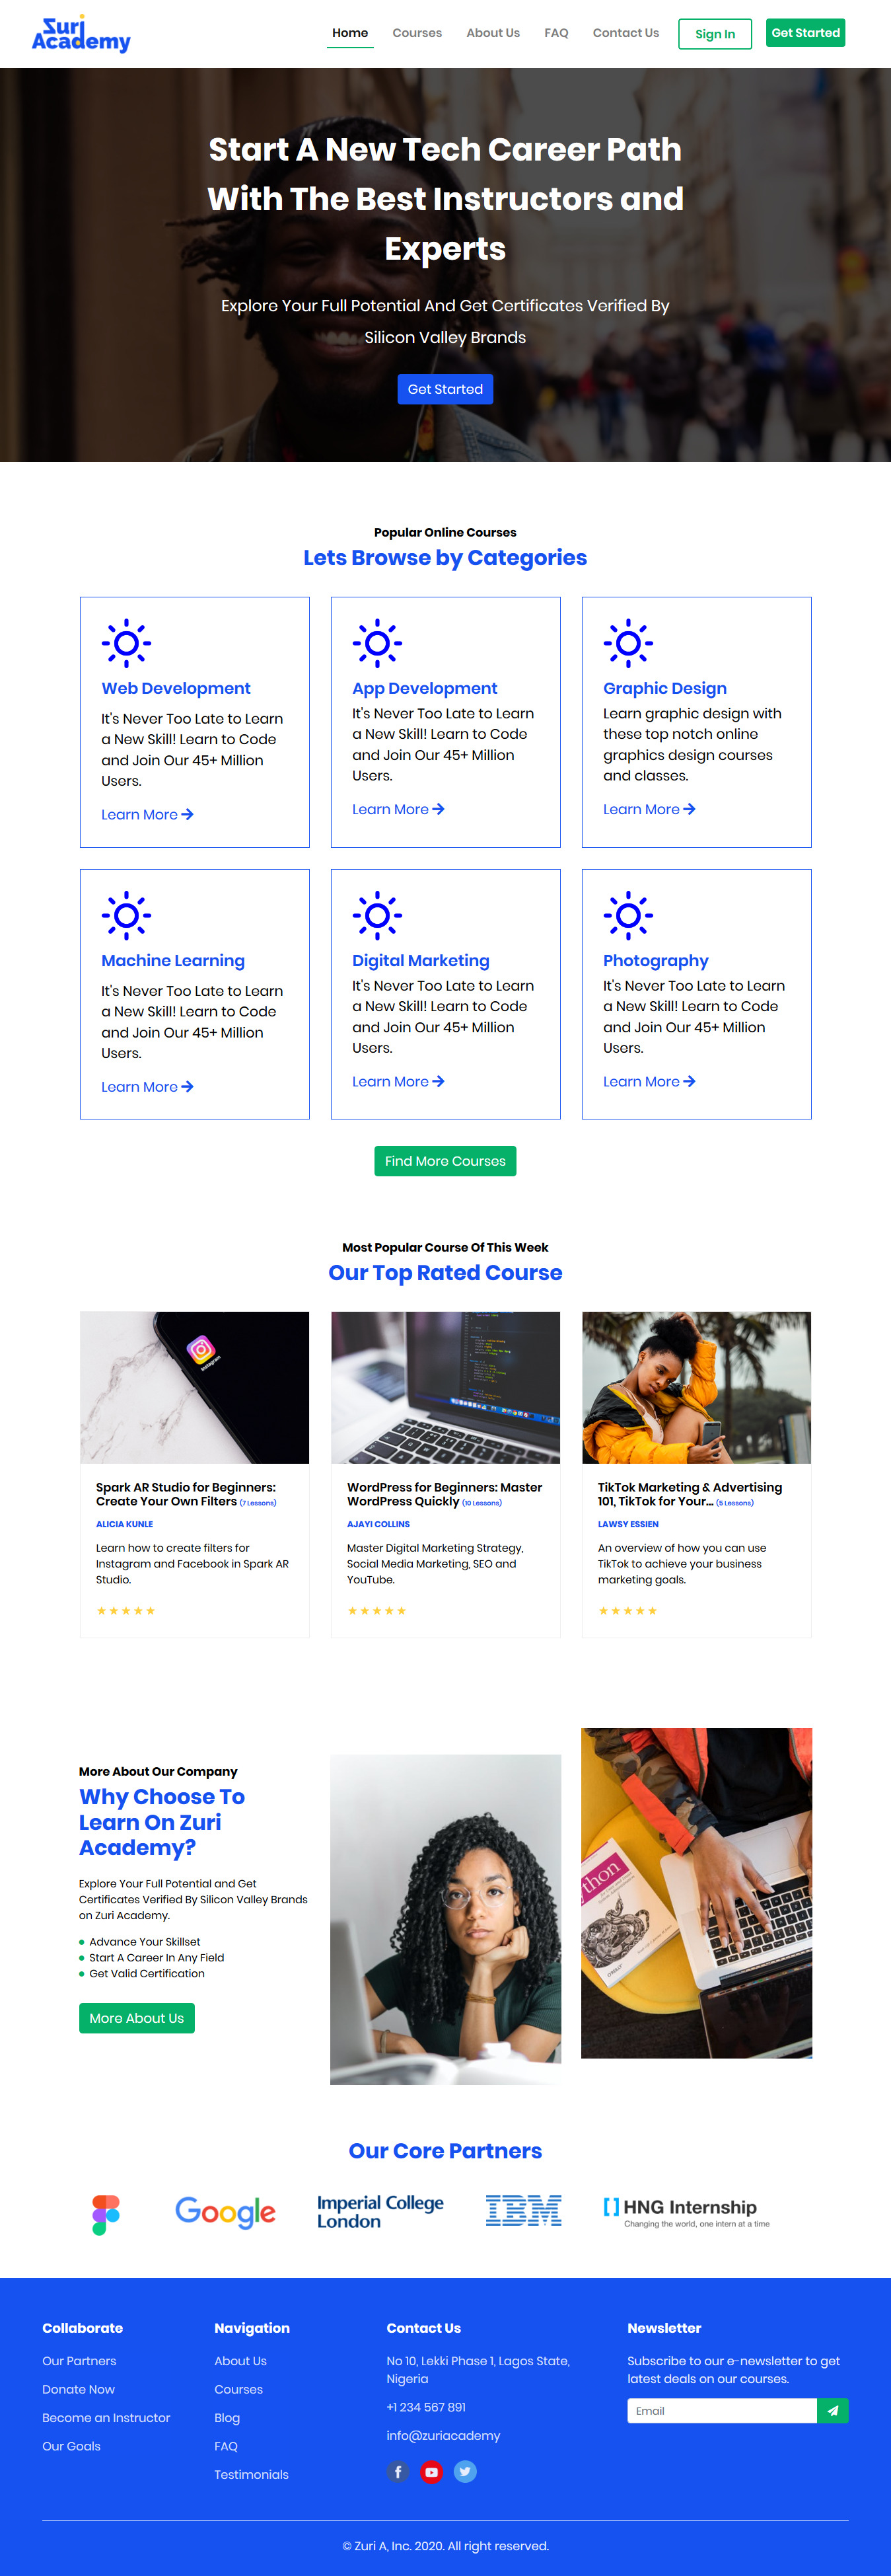 Zuri
Academy
Home
Courses
About Us
FAQ
Contact Us
Sign In
Get Started
Start A New Tech Career Path
With The Best Instructors and
Experts
Explore Your Full Potential And Get Certificates Verified By
Silicon Valley Brands
Get Started
Popular Online Courses
Lets Browse by Categories
Web Development
It's Never Too Late to Learn
a New Skill! Learn to Code
and Join Our 45+ Million
Users.
Learn More
App Development
It's Never Too Late to Learn
a New Skill! Learn to Code
and Join Our 45+ Million
Users.
Learn More
Graphic Design
Learn graphic design with
these top notch online
graphics design courses
and classes.
Learn More
Machine Learning
It's Never Too Late to Learn
a New Skill! Learn to Code
and Join Our 45+ Million
Users.
Learn More
Digital Marketing
It's Never Too Late to Learn
a New Skill! Learn to Code
and Join Our 45+ Million
Users.
Learn More
Photography
It's Never Too Late to Learn
a New Skill! Learn to Code
and Join Our 45+ Million
Users.
Learn More
Find More Courses
Most Popular Course Of This Week
Our Top Rated Course
Instagram
Spark AR Studio for Beginners:
Create Your Own Filters (7 Lessons)
ALICIA KUNLE
Learn how to create filters for
Instagram and Facebook in Spark AR
Studio.
WordPress for Beginners: Master
WordPress Quickly (10 Lessons)
AJAYI COLLINS
Master Digital Marketing Strategy,
Social Media Marketing, SEO and
YouTube.
TikTok Marketing & Advertising
101, TikTok for Your... (5 Lessons)
LAWSY ESSIEN
An overview of how you can use
TikTok to achieve your business
marketing goals.
More About Our Company
Why Choose To
Learn On Zuri
Academy?
Explore Your Full Potential and Get
Certificates Verified By Silicon Valley Brands
on Zuri Academy.
Advance Your Skillset
Start A Career In Any Field
Get Valid Certification
More About Us
thon
O'REILLY
Our Core Partners
Google
Imperial College
London
IBM
HNG Internship
Changing the world, one intern at a time
Collaborate
Our Partners
Donate Now
Become an Instructor
Our Goals
Navigation
About Us
Courses
Blog
FAQ
Testimonials
Contact Us
No 10, Lekki Phase 1, Lagos State,
Nigeria
+1 234 567 891
info@zuriacademy
Newsletter
Subscribe to our e-newsletter to get
latest deals on our courses.
Email
© Zuri A, Inc. 2020. All right reserved.